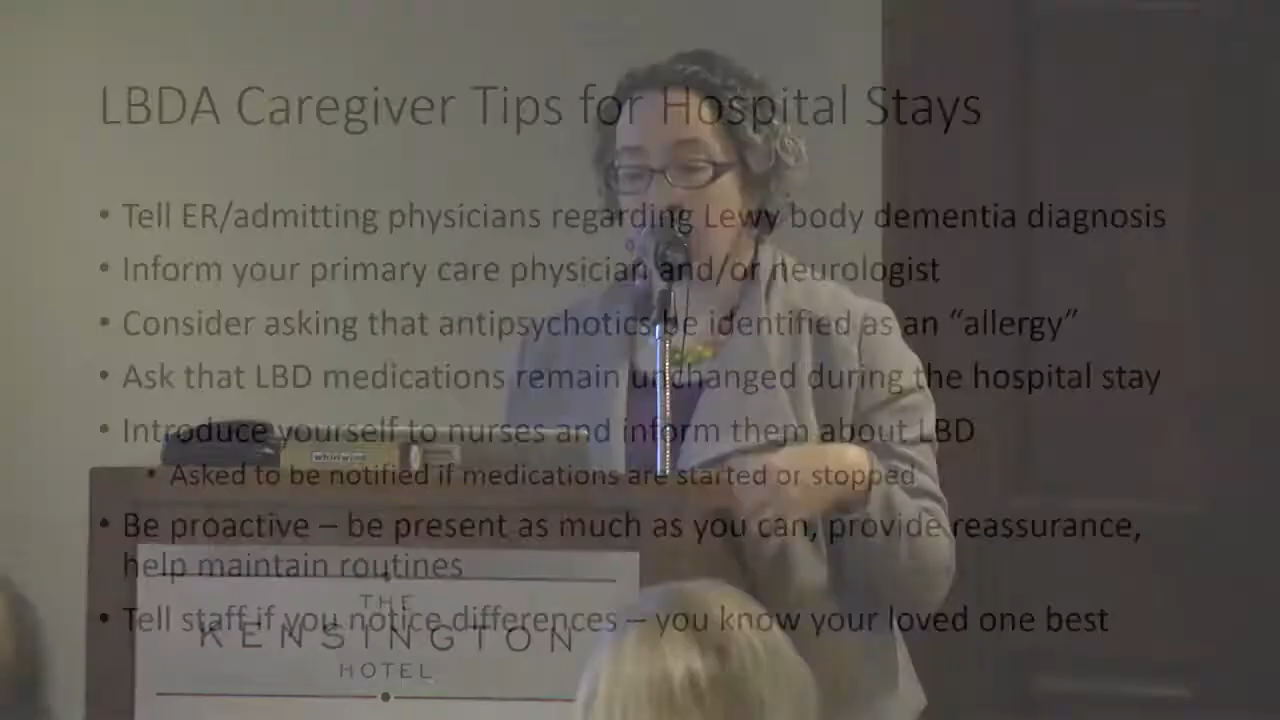 LBDA Caregiver Tips for Hospital Stays
• Tell ER/admitting physicians regarding Lewy body dementia diagnosis
• Inform your primary care physician and/or neurologist
• Consider asking that antipsychotics be identified as an “allergy”
• Ask that LBD medications remain unchanged during the hospital stay
• Introduce yourself to nurses and inform them about LBD
• Asked to be notified if medications are started or stopped
• Be proactive – be present as much as you can, provide reassurance,
help maintain routines
• Tell staff if you notice differences – you know your loved one best
whirlwind
THE
KENSINGTON
HOTEL